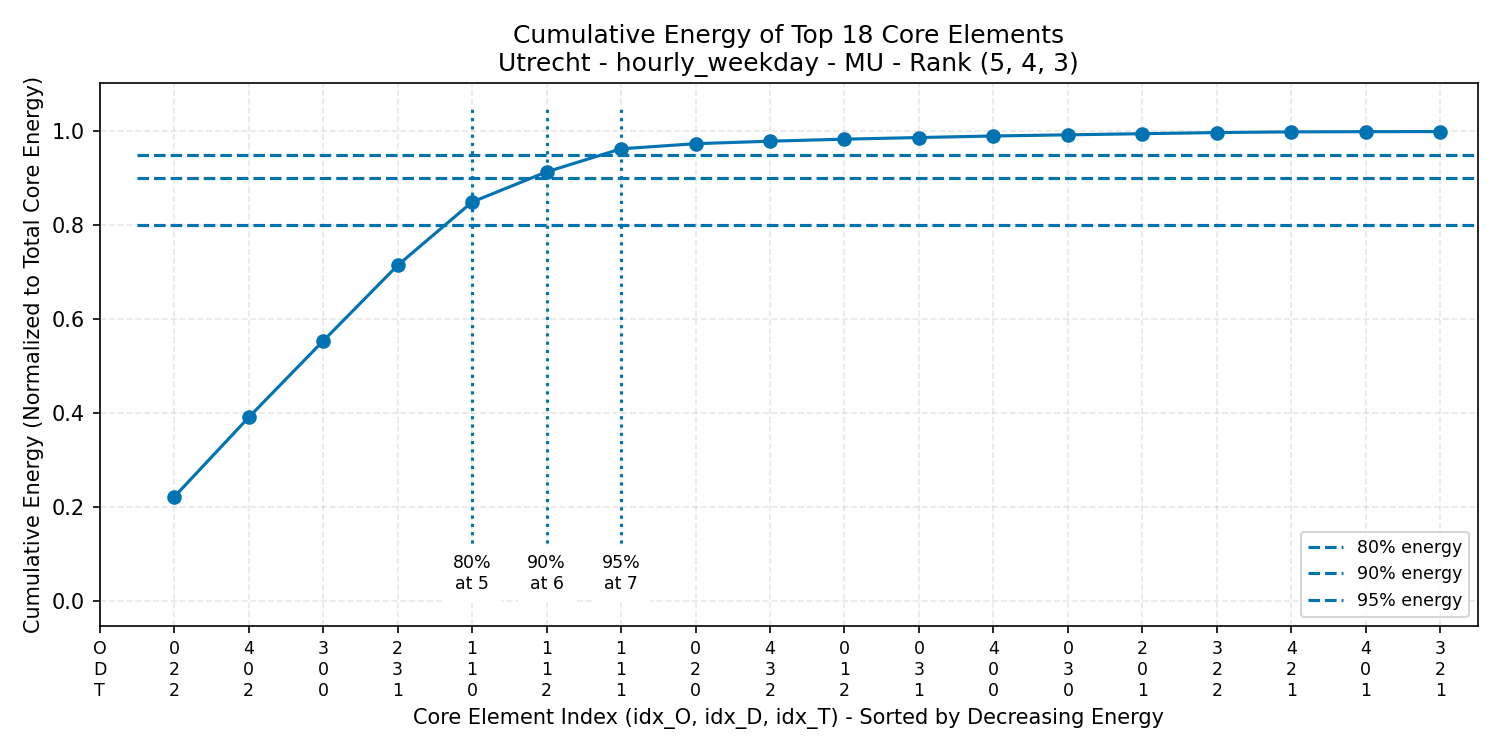 Cumulative Energy of Top 18 Core Elements
Utrecht - hourly_weekday - MU - Rank (5, 4, 3)
Cumulative Energy (Normalized to Total Core Energy)
1.0
0.8
0.6
0.4
0.2
0.0
80%
at 5
90%
at 6
95%
at 7
80% energy
90% energy
95% energy
O 0 4 3 2 1 1 1 0 4 0 0 4 0 2 3 4 4 3
D 2 0 0 3 1 1 1 2 3 1 3 0 3 0 2 2 0 2
T 2 2 0 1 0 2 1 0 2 2 1 0 0 1 2 1 1 1
Core Element Index (idx_O, idx_D, idx_T) - Sorted by Decreasing Energy